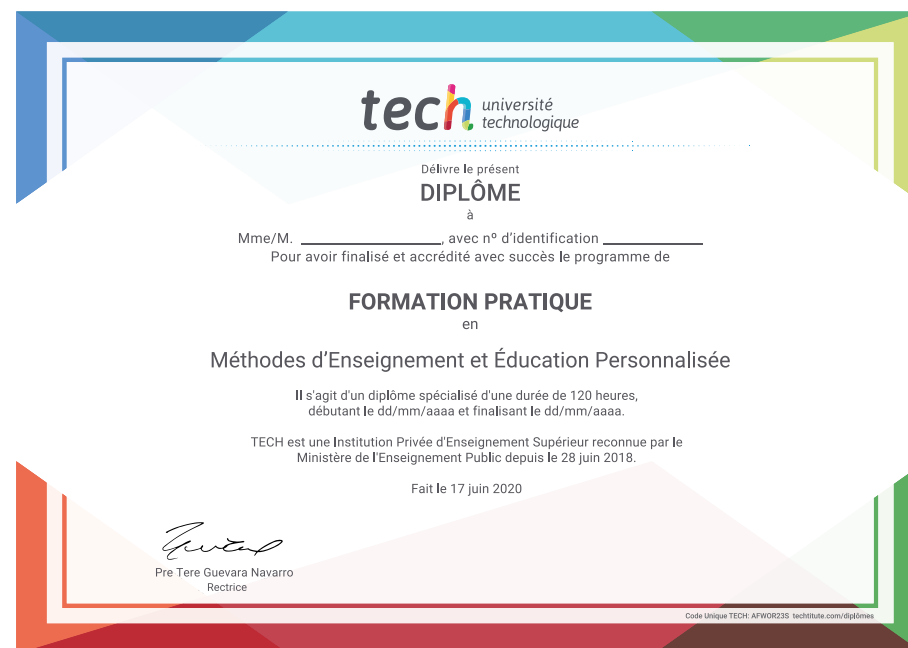 tech université
technologique
Délivre le présent
DIPLÔME
à
Mme/M. ____________________, avec nº d'identification ______________
Pour avoir finalisé et accrédité avec succès le programme de
FORMATION PRATIQUE
en
Méthodes d'Enseignement et Éducation Personnalisée
Il s'agit d'un diplôme spécialisé d'une durée de 120 heures,
débutant le dd/mm/aaaa et finalisant le dd/mm/aaaa.
TECH est une Institution Privée d'Enseignement Supérieur reconnue par le
Ministère de l'Enseignement Public depuis le 28 juin 2018.
Fait le 17 juin 2020
Pre Tere Guevara Navarro
Rectrice
Code Unique TECH: AFWOR23S techtitute.com/diplômes